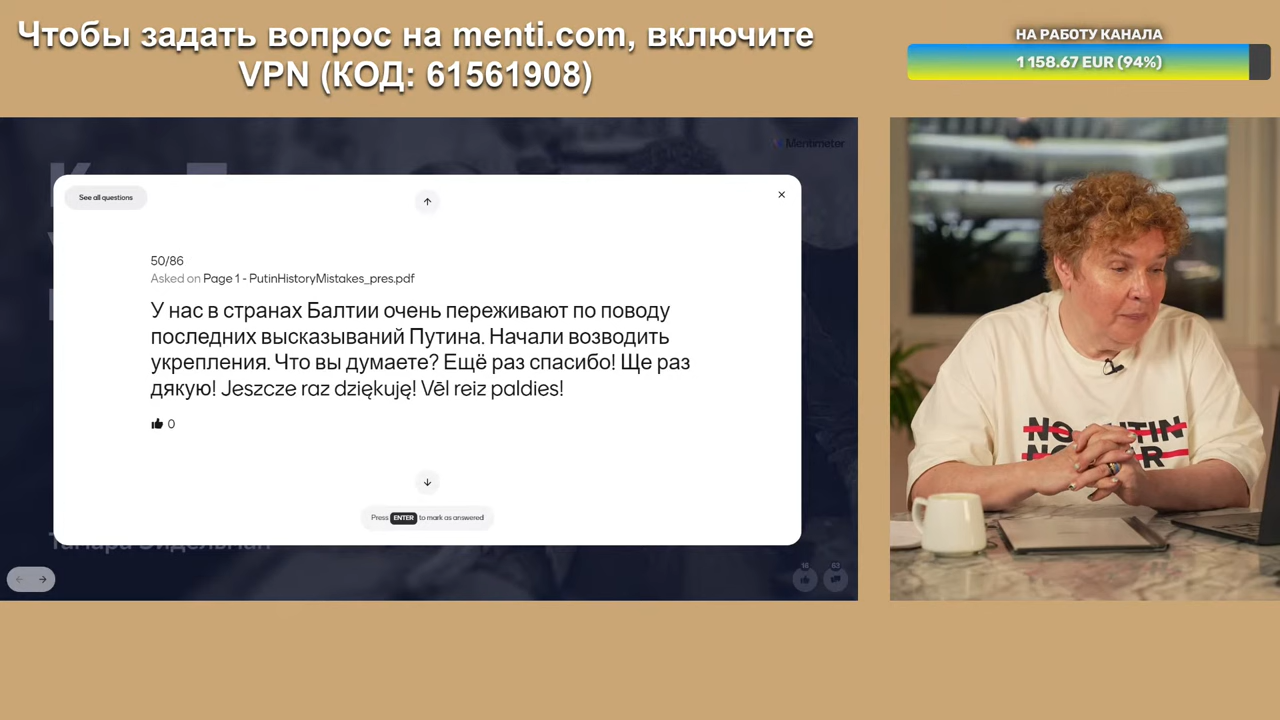 Чтобы задать вопрос на menti.com, включите
VPN (КОД: 61561908)
НА РАБОТУ КАНАЛА
1 158.67 EUR (94%)
Mentimeter
See all questions
50/86
Asked on Page 1 - PutinHistoryMistakes_pres.pdf
У нас в странах Балтии очень переживают по поводу
последних высказываний Путина. Начали возводить
укрепления. Что вы думаете? Ещё раз спасибо! Ще раз
дякую! Jeszcze raz dziękuję! Vēl reiz paldies!
0
Press ENTER to mark as answered
16
63